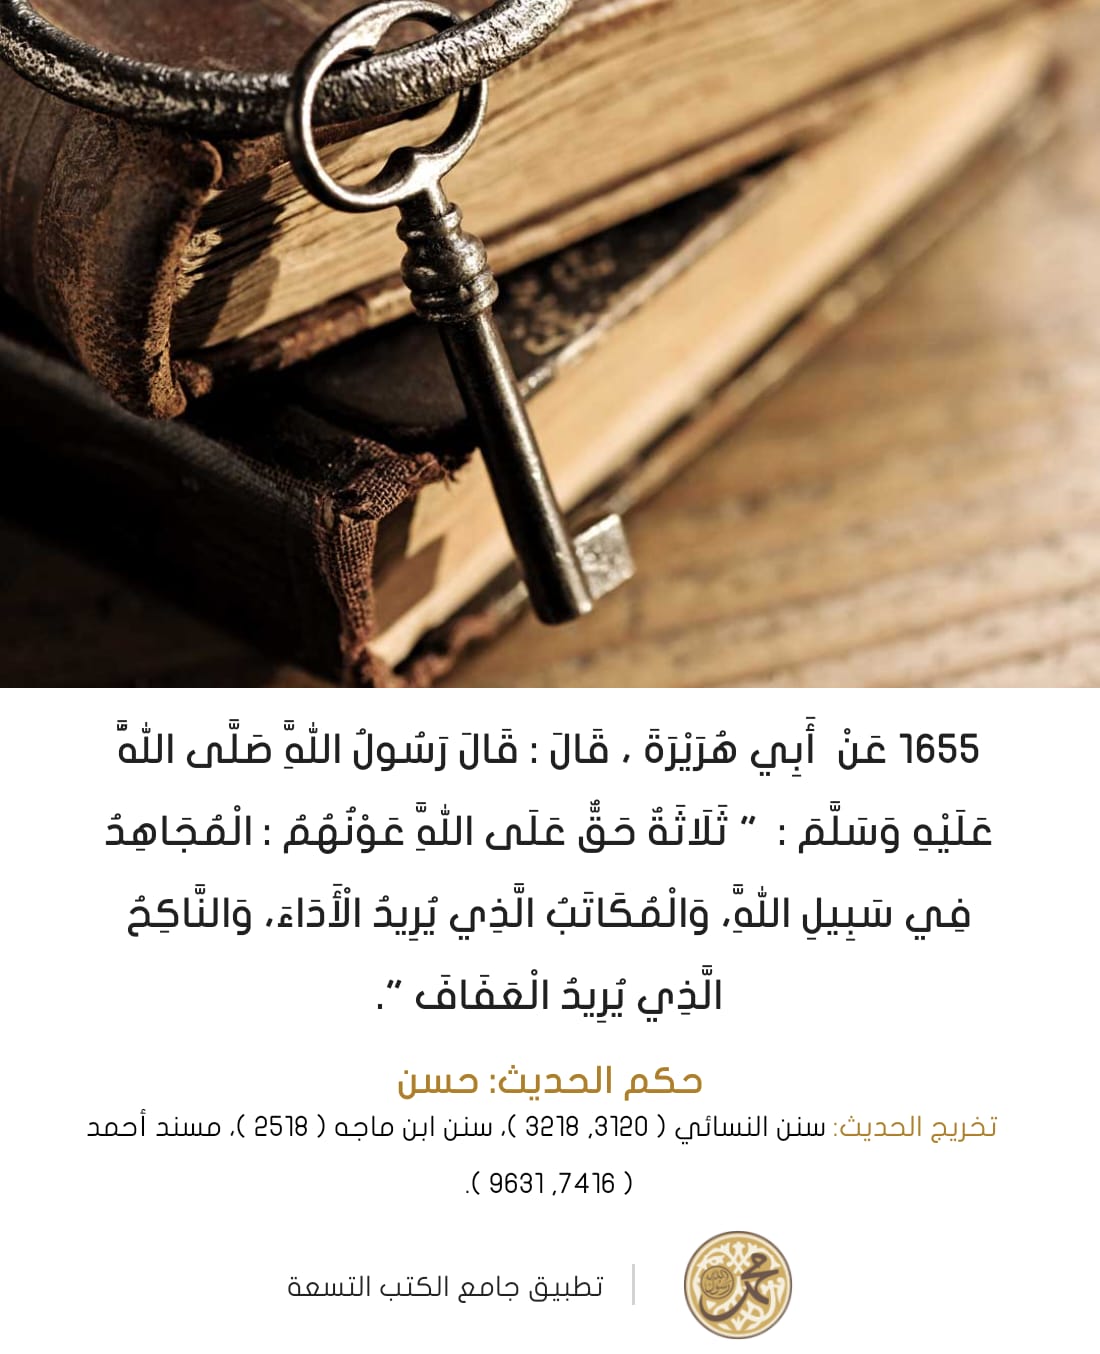 1655 عَنْ أَبِي هُرَيْرَةَ ، قَالَ : قَالَ رَسُولُ اللَّهِ صَلَّى اللَّهُ
عَلَيْهِ وَسَلَّمَ : " ثَلَاثَةٌ حَقٌّ عَلَى اللَّهِ عَوْنُهُمُ : الْمُجَاهِدُ
فِي سَبِيلِ اللَّهِ، وَالْمُكَاتَبُ الَّذِي يُرِيدُ الْأَدَاءَ، وَالنَّاكِحُ
الَّذِي يُرِيدُ الْعَفَافَ ".
حكم الحديث: حسن
تخريج الحديث: سنن النسائي ( 3120, 3218 )، سنن ابن ماجه ( 2518 )، مسند أحمد
( 7416, 9631 ).
تطبيق جامع الكتب التسعة